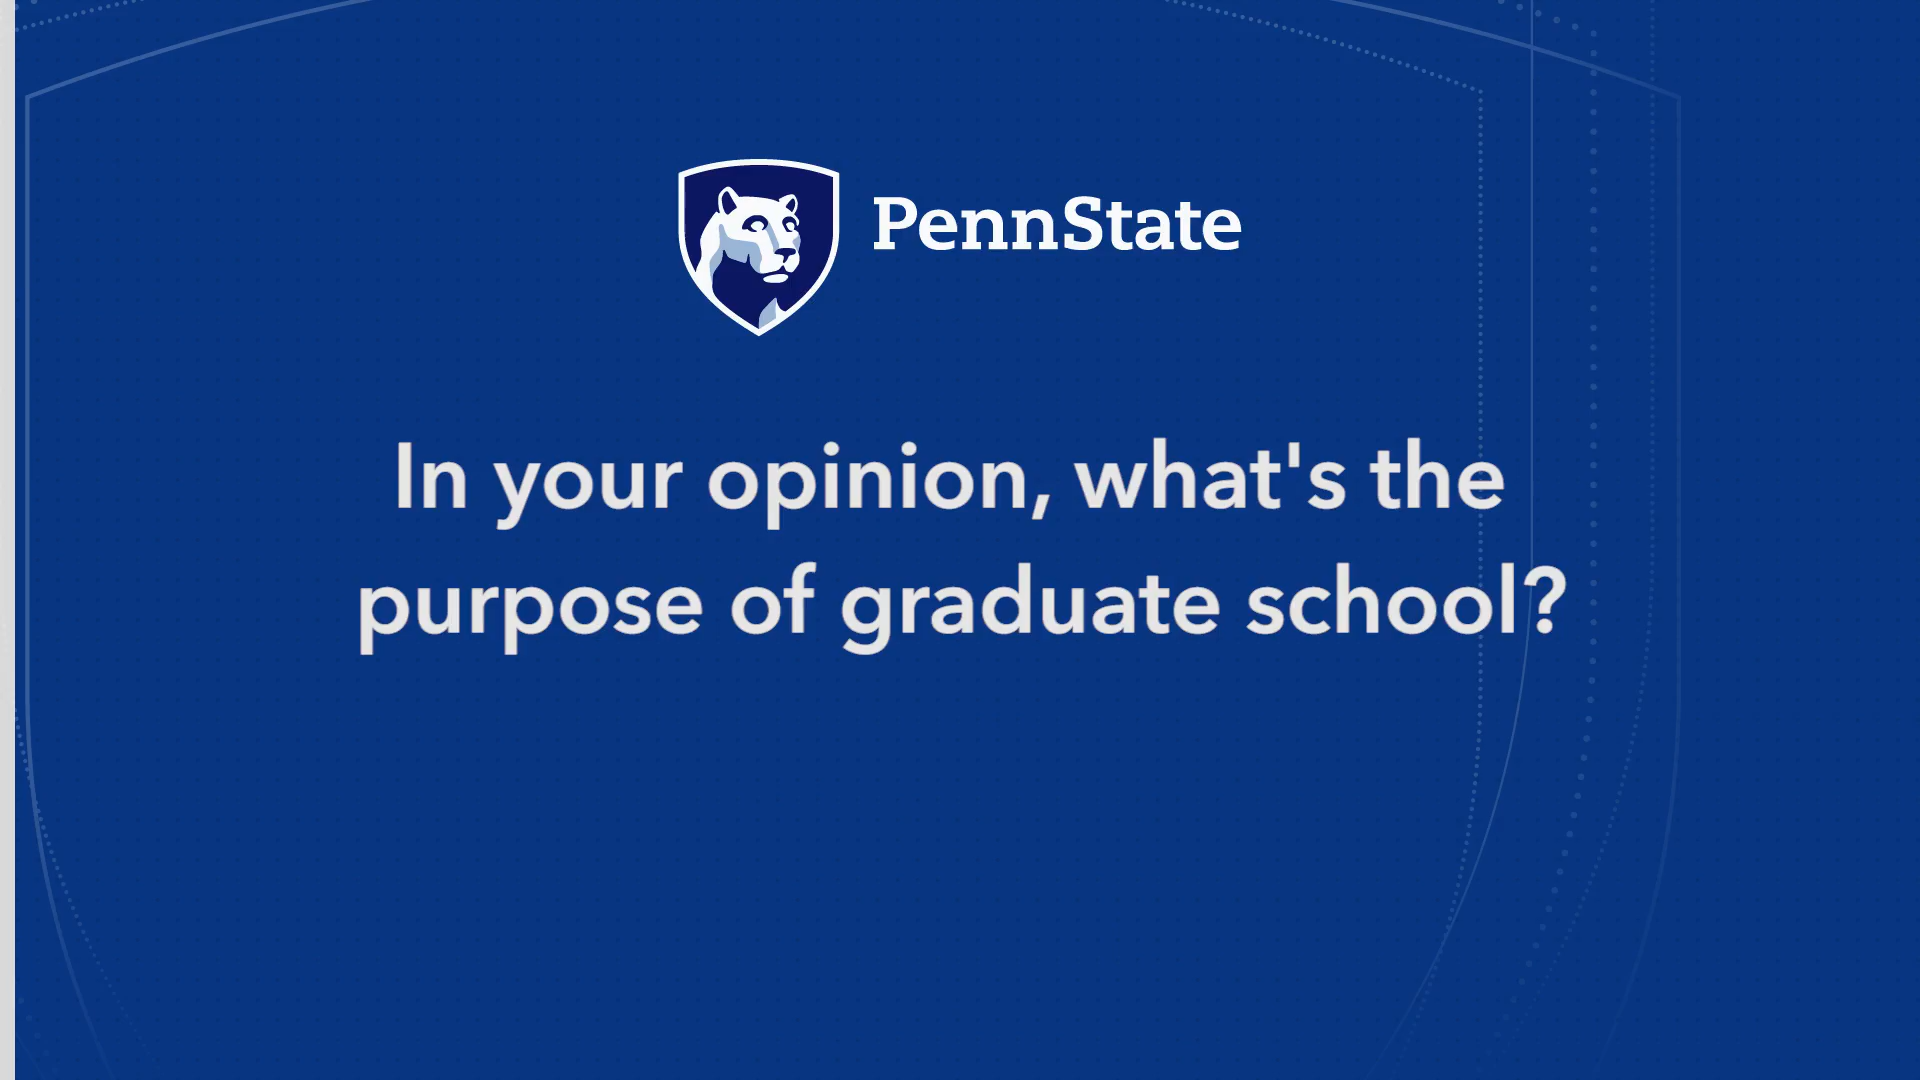 PennState
In your opinion, what's the
purpose of graduate school?